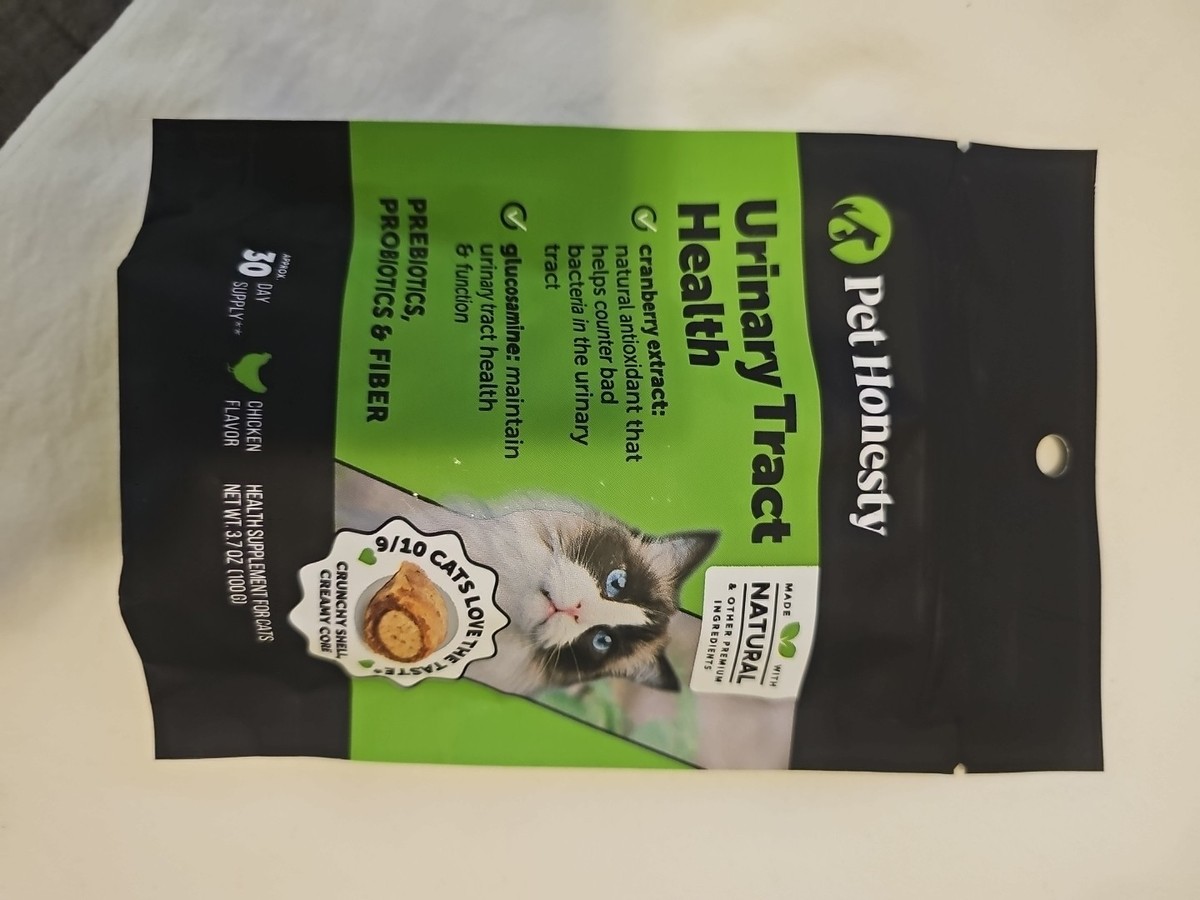 Pet Honesty
Urinary Tract
Health
MADE WITH
NATURAL
& OTHER PREMIUM
INGREDIENTS
cranberry extract:
natural antioxidant that
helps counter bad
bacteria in the urinary
tract
glucosamine: maintain
urinary tract health
& function
PREBIOTICS,
PROBIOTICS & FIBER
9/10 CATS LOVE THE TASTE*
CRUNCHY SHELL,
CREAMY CORE
APPROX.
30 DAY
SUPPLY**
CHICKEN
FLAVOR
HEALTH SUPPLEMENT FOR CATS
NET WT. 3.7 OZ (100G)